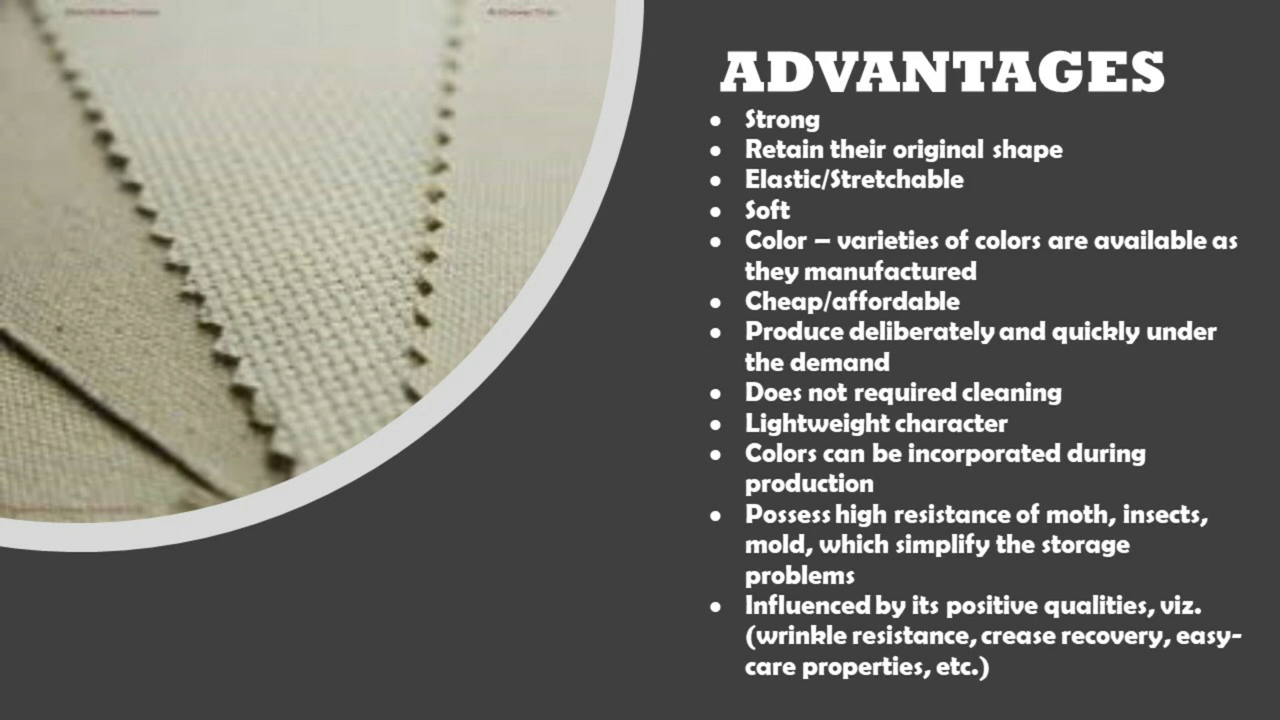 ADVANTAGES
• Strong
• Retain their original shape
• Elastic/Stretchable
• Soft
• Color – varieties of colors are available as
they manufactured
• Cheap/affordable
• Produce deliberately and quickly under
the demand
• Does not required cleaning
• Lightweight character
• Colors can be incorporated during
production
• Possess high resistance of moth, insects,
mold, which simplify the storage
problems
• Influenced by its positive qualities, viz.
(wrinkle resistance, crease recovery, easy-
care properties, etc.)